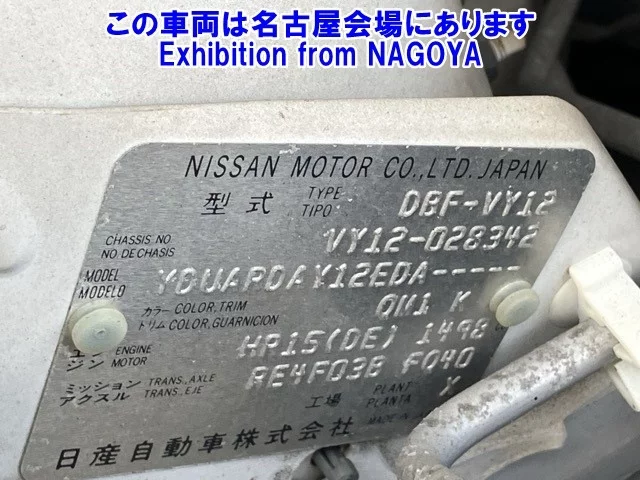 この車両は名古屋会場にあります
Exhibition from NAGOYA
NISSAN MOTOR CO.,LTD. JAPAN
型式 TYPE TIPO DBF-VY12
CHASSIS NO NO DE CHASIS VY12-028342
MODEL MODELO YDUARDAY12EDA-----
カラー COLOR,TRIM
トリム COLOR,GUARNICION QM1 K
エンジン ENGINE MOTOR HR15(DE) 1498
ミッション TRANS.,AXLE
アクスル TRANS.,EJE RE4F03B FQ40
工場 PLANT PLANTA X
日産自動車株式会社 MADE IN